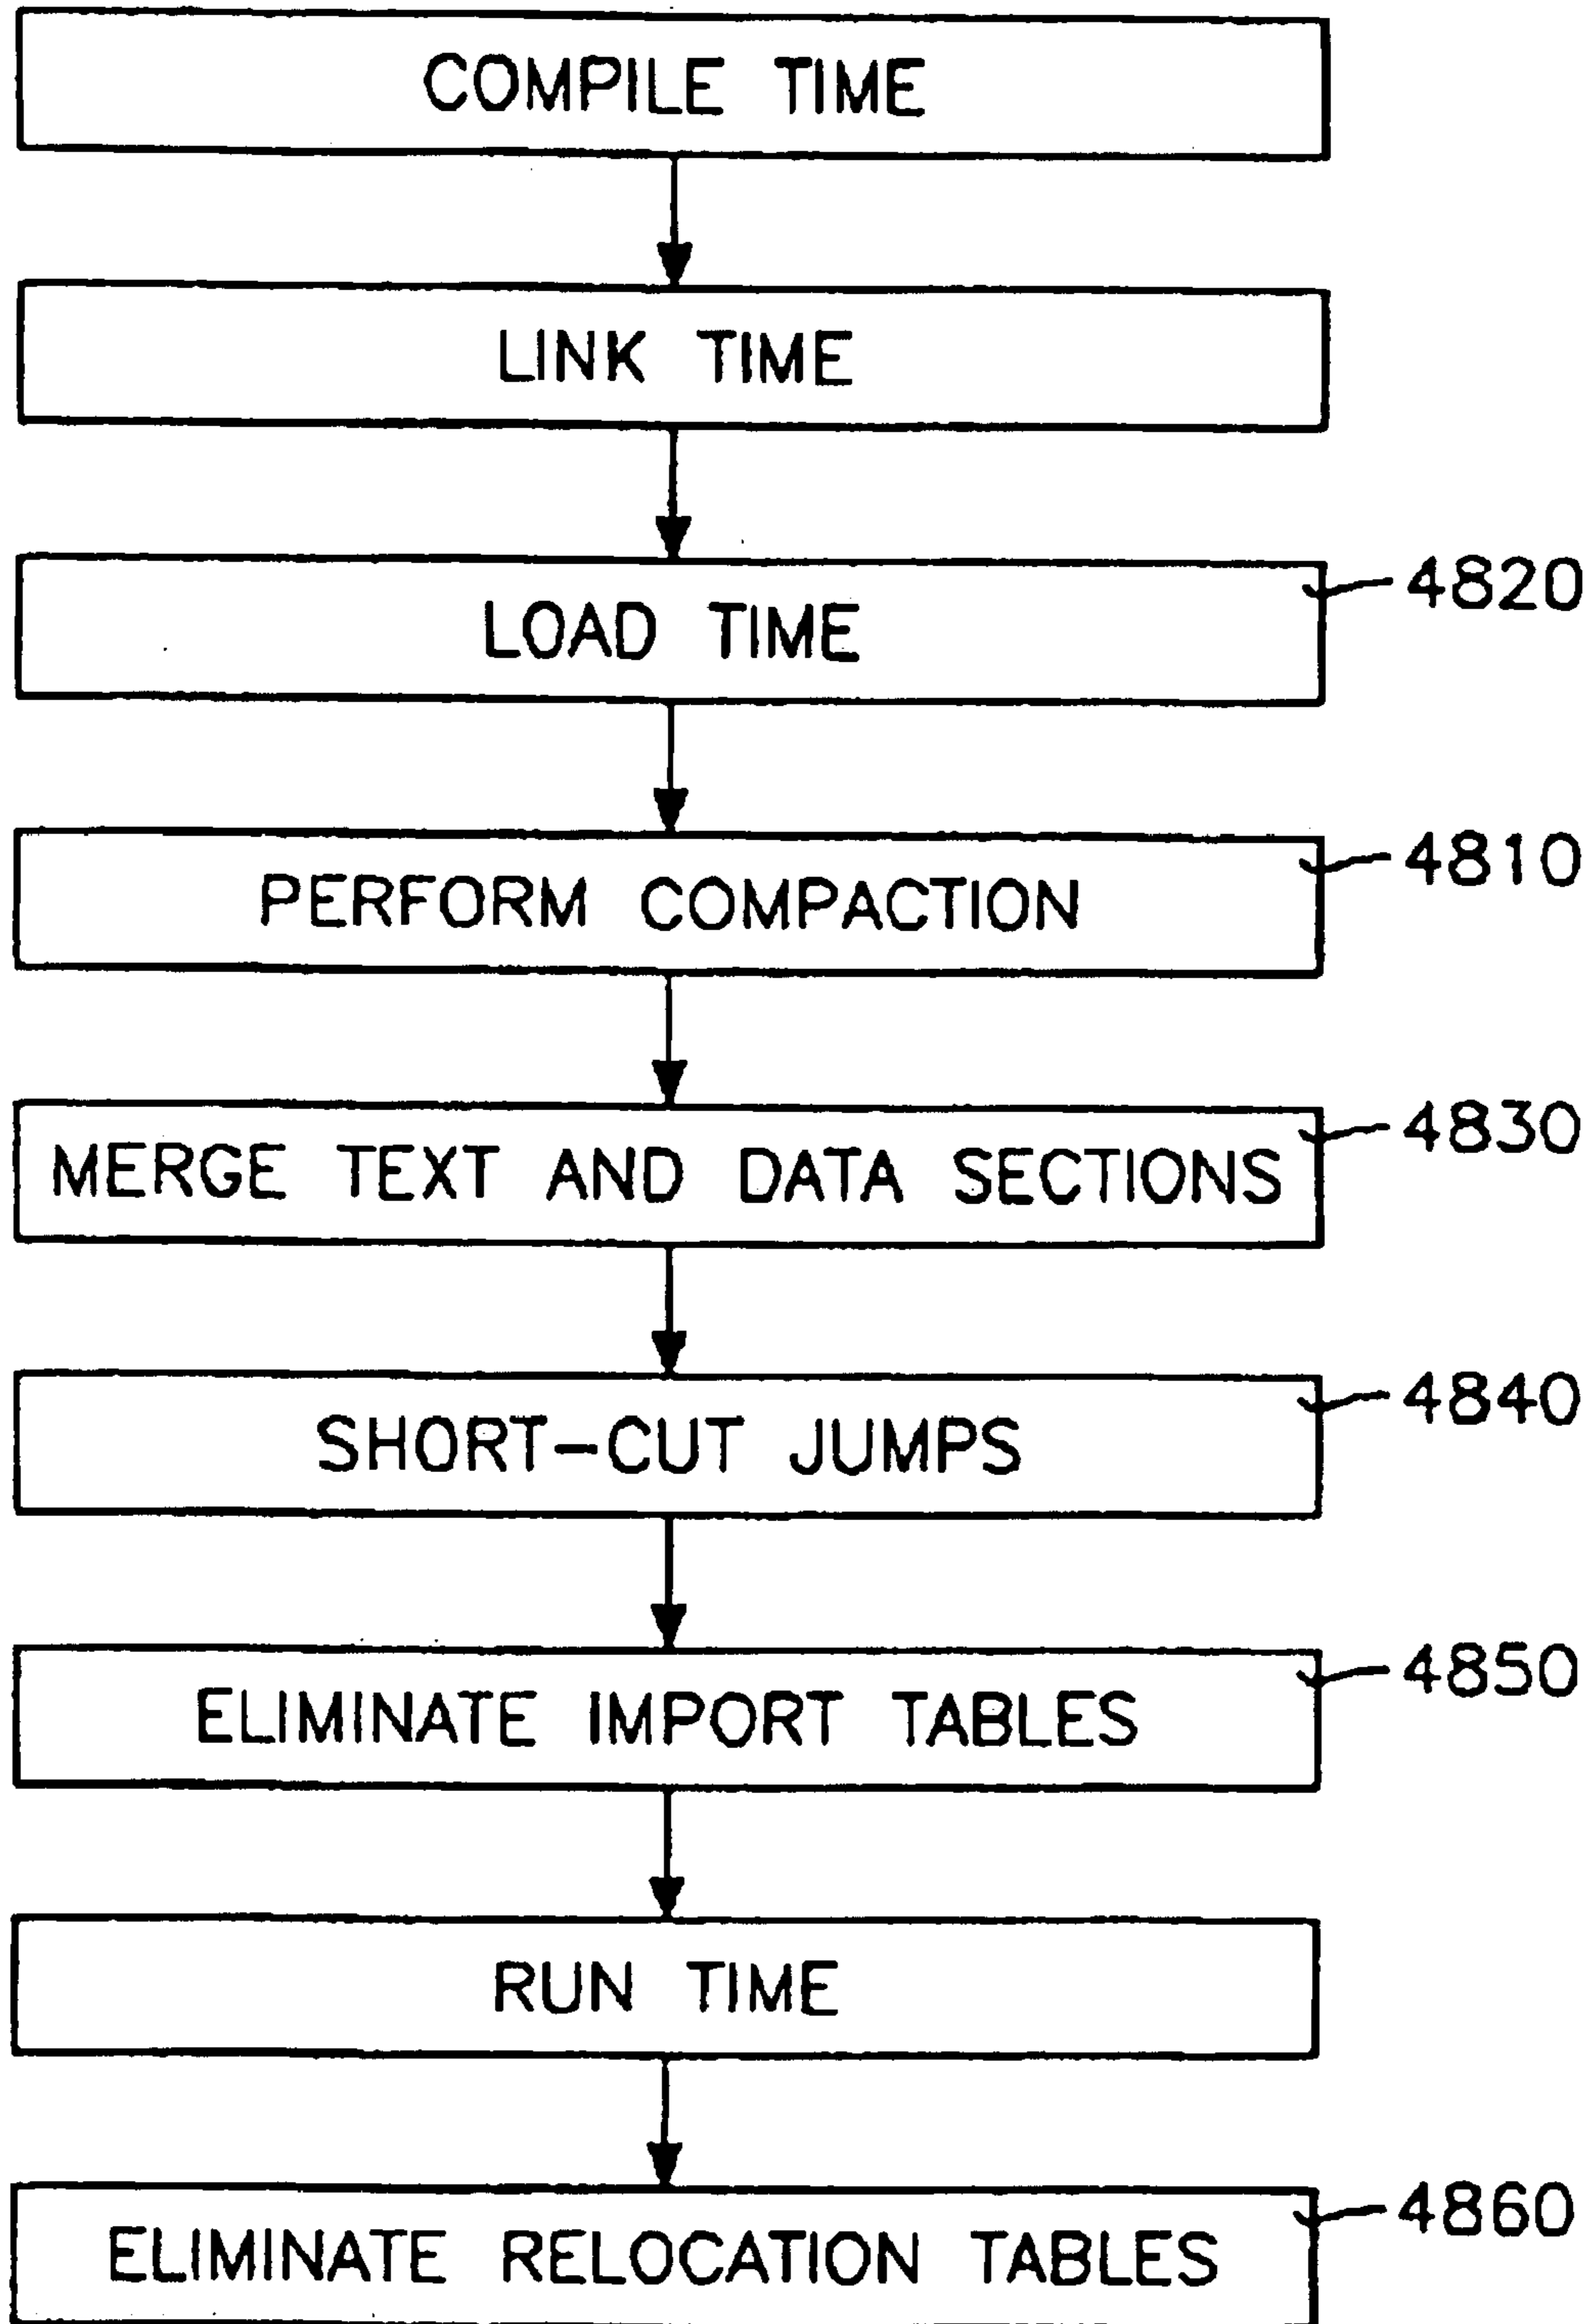 COMPILE TIME
LINK TIME
LOAD TIME
4820
PERFORM COMPACTION
4810
MERGE TEXT AND DATA SECTIONS
4830
SHORT-CUT JUMPS
4840
ELIMINATE IMPORT TABLES
4850
RUN TIME
ELIMINATE RELOCATION TABLES
4860